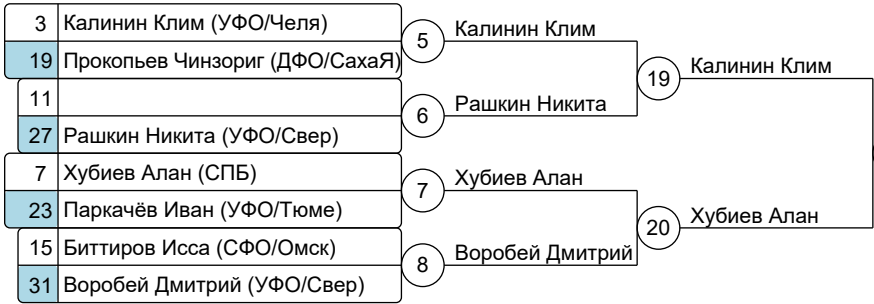 3 Калинин Клим (УФО/Челя)
19 Прокопьев Чинзориг (ДФО/СахаЯ)
5 Калинин Клим
11
27 Рашкин Никита (УФО/Свер)
6 Рашкин Никита
19 Калинин Клим
7 Хубиев Алан (СПБ)
23 Паркачёв Иван (УФО/Тюме)
7 Хубиев Алан
15 Биттиров Исса (СФО/Омск)
31 Воробей Дмитрий (УФО/Свер)
8 Воробей Дмитрий
20 Хубиев Алан